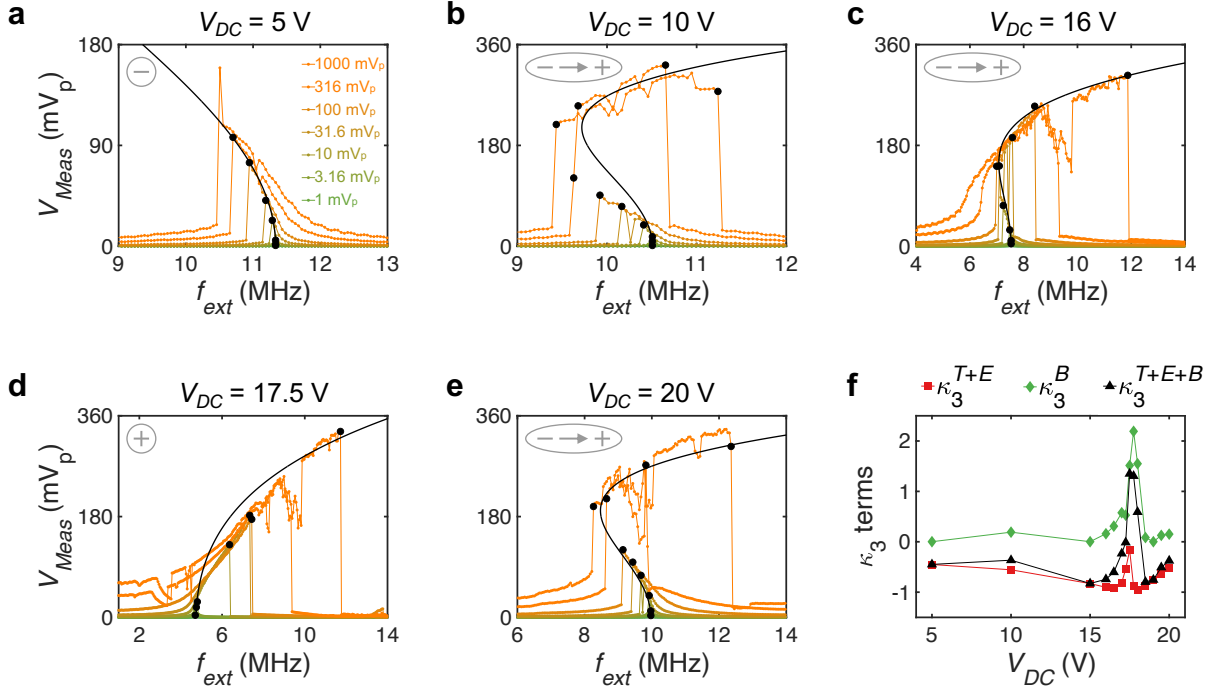 a
V_DC = 5 V
180
90
0
V_Meas (mV_p)
9 10 11 12 13
f_ext (MHz)
−
1000 mV_p
316 mV_p
100 mV_p
31.6 mV_p
10 mV_p
3.16 mV_p
1 mV_p
b
V_DC = 10 V
360
180
0
9 10 11 12
f_ext (MHz)
− → +
c
V_DC = 16 V
360
180
0
4 6 8 10 12 14
f_ext (MHz)
− → +
d
V_DC = 17.5 V
360
180
0
V_Meas (mV_p)
2 6 10 14
f_ext (MHz)
+
e
V_DC = 20 V
360
180
0
6 8 10 12 14
f_ext (MHz)
− → +
f
κ_3^{T+E} κ_3^B κ_3^{T+E+B}
2
1
0
-1
κ_3 terms
5 10 15 20
V_DC (V)